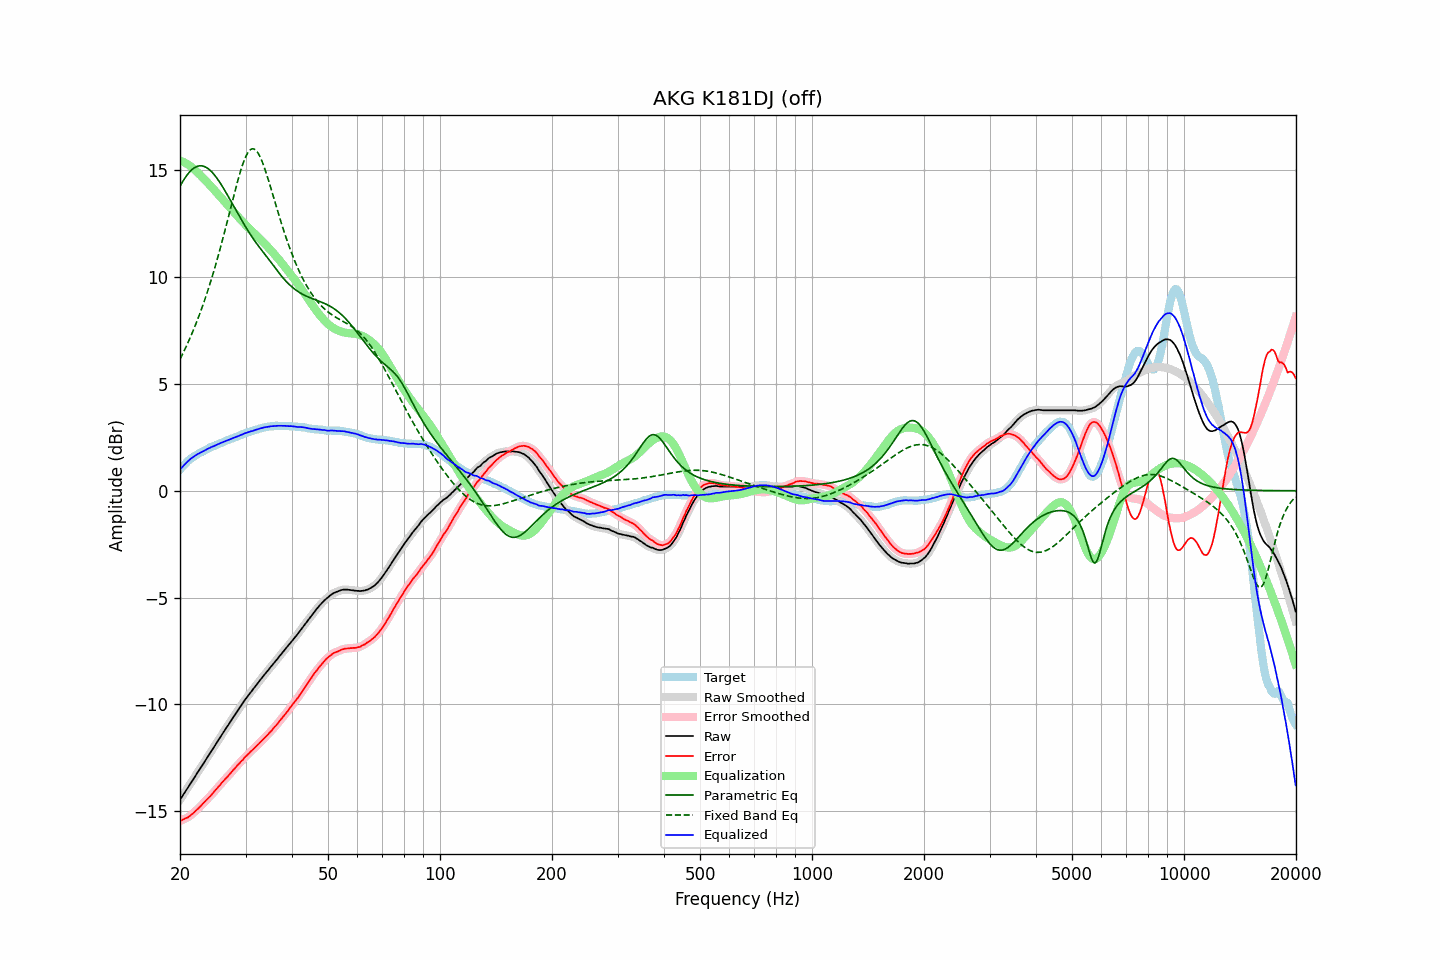 AKG K181DJ (off)
Amplitude (dBr)
15
10
5
0
−5
−10
−15
Target
Raw Smoothed
Error Smoothed
Raw
Error
Equalization
Parametric Eq
Fixed Band Eq
Equalized
20 50 100 200 500 1000 2000 5000 10000 20000
Frequency (Hz)